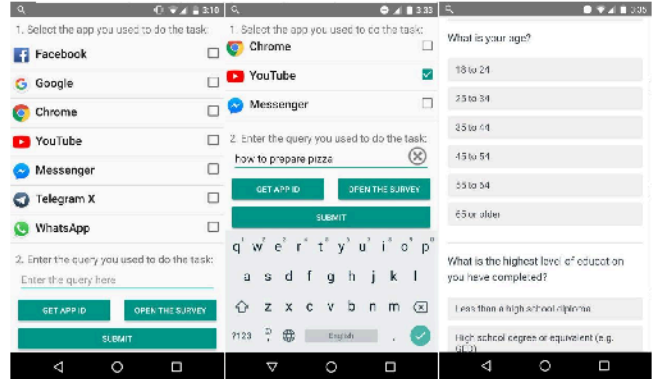 3:10
1. Select the app you used to do the task:
Facebook
Google
Chrome
YouTube
Messenger
Telegram X
WhatsApp
2. Enter the query you used to do the task:
Enter the query here
GET APP ID
OPEN THE SURVEY
SUBMIT
3:33
1. Select the app you used to do the task:
Chrome
YouTube
Messenger
2. Enter the query you used to do the task:
how to prepare pizza
GET APP ID
OPEN THE SURVEY
SUBMIT
q w e r t y u i o p
a s d f g h j k l
z x c v b n m
?123 English .
3:35
What is your age?
18 to 24
25 to 34
35 to 44
45 to 54
55 to 64
65 or older
What is the highest level of education
you have completed?
Less than a high school diploma
High school degree or equivalent (e.g.
GED)